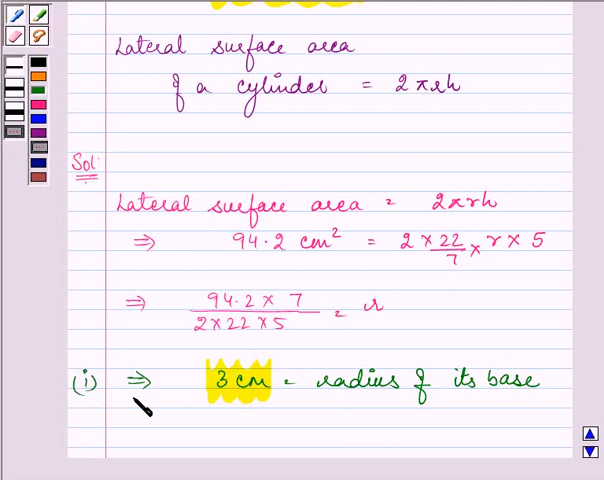 Lateral surface area
of a cylinder = 2πrh
Sol:
Lateral surface area = 2πrh
⇒ 94.2 cm² = 2 × 22/7 × r × 5
⇒ 94.2 × 7 / 2 × 22 × 5 = r
(i) ⇒ 3 cm = radius of its base